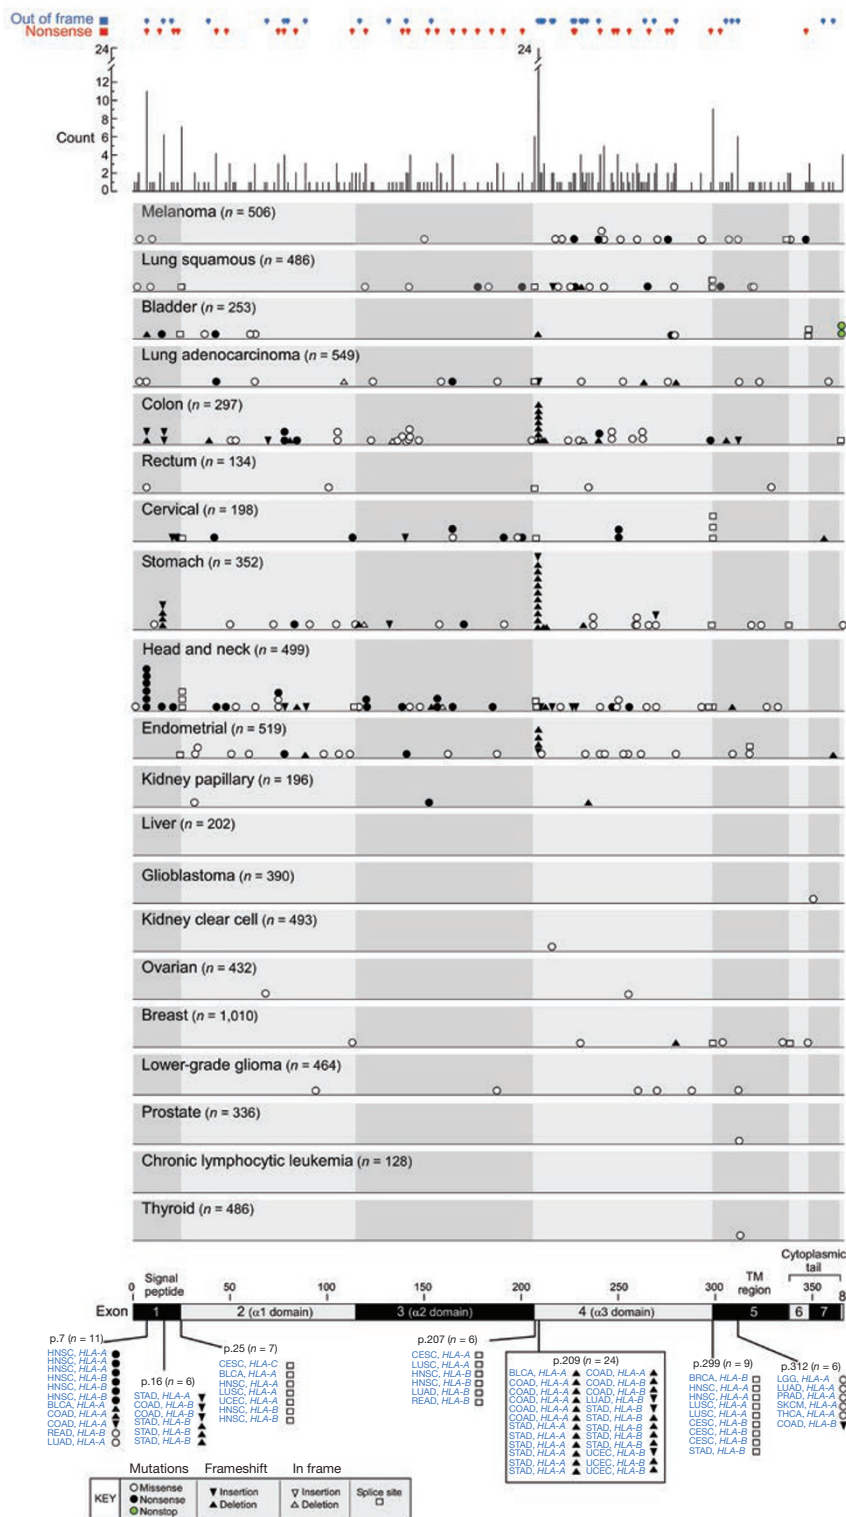 Out of frame
Nonsense
24
24
12
10
8
6
4
2
0
Count
Melanoma (n = 506)
Lung squamous (n = 486)
Bladder (n = 253)
Lung adenocarcinoma (n = 549)
Colon (n = 297)
Rectum (n = 134)
Cervical (n = 198)
Stomach (n = 352)
Head and neck (n = 499)
Endometrial (n = 519)
Kidney papillary (n = 196)
Liver (n = 202)
Glioblastoma (n = 390)
Kidney clear cell (n = 493)
Ovarian (n = 432)
Breast (n = 1,010)
Lower-grade glioma (n = 464)
Prostate (n = 336)
Chronic lymphocytic leukemia (n = 128)
Thyroid (n = 486)
Cytoplasmic
tail
Signal
peptide
TM
region
0 50 100 150 200 250 300 350 8
Exon 1 2 (α1 domain) 3 (α2 domain) 4 (α3 domain) 5 6 7
p.7 (n = 11)
HNSC, HLA-A
HNSC, HLA-A
HNSC, HLA-A
HNSC, HLA-B
HNSC, HLA-B
HNSC, HLA-B
BLCA, HLA-A
COAD, HLA-A
COAD, HLA-A
READ, HLA-B
LUAD, HLA-A
p.16 (n = 6)
STAD, HLA-A
COAD, HLA-B
COAD, HLA-B
STAD, HLA-B
STAD, HLA-B
STAD, HLA-B
p.25 (n = 7)
CESC, HLA-C
BLCA, HLA-A
HNSC, HLA-A
LUSC, HLA-A
UCEC, HLA-A
HNSC, HLA-B
HNSC, HLA-B
p.207 (n = 6)
CESC, HLA-A
LUSC, HLA-A
HNSC, HLA-B
HNSC, HLA-B
LUAD, HLA-B
READ, HLA-B
p.209 (n = 24)
BLCA, HLA-A COAD, HLA-A
COAD, HLA-A COAD, HLA-A
COAD, HLA-A COAD, HLA-B
COAD, HLA-A LUAD, HLA-B
COAD, HLA-A STAD, HLA-B
COAD, HLA-A STAD, HLA-B
STAD, HLA-A STAD, HLA-B
STAD, HLA-A STAD, HLA-B
STAD, HLA-A STAD, HLA-B
STAD, HLA-A UCEC, HLA-B
STAD, HLA-A UCEC, HLA-B
STAD, HLA-A UCEC, HLA-B
p.299 (n = 9)
BRCA, HLA-B
HNSC, HLA-A
HNSC, HLA-A
LUSC, HLA-A
LUSC, HLA-A
CESC, HLA-B
CESC, HLA-B
CESC, HLA-B
STAD, HLA-B
p.312 (n = 6)
LGG, HLA-A
LUAD, HLA-A
PRAD, HLA-A
SKCM, HLA-A
THCA, HLA-A
COAD, HLA-B
KEY
Mutations
Missense
Nonsense
Nonstop
Frameshift
Insertion
Deletion
In frame
Insertion
Deletion
Splice site